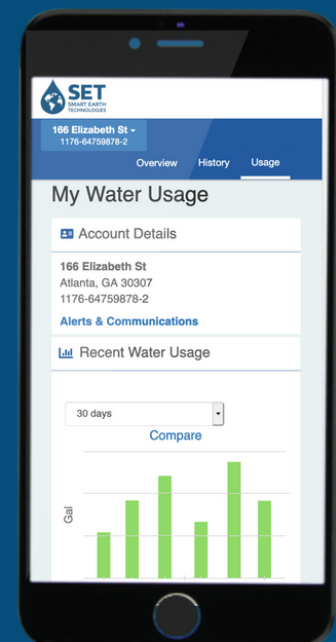 SET
SMART EARTH
TECHNOLOGIES
166 Elizabeth St
1176-64759878-2
Overview History Usage
My Water Usage
Account Details
166 Elizabeth St
Atlanta, GA 30307
1176-64759878-2
Alerts & Communications
Recent Water Usage
30 days
Compare
Gal